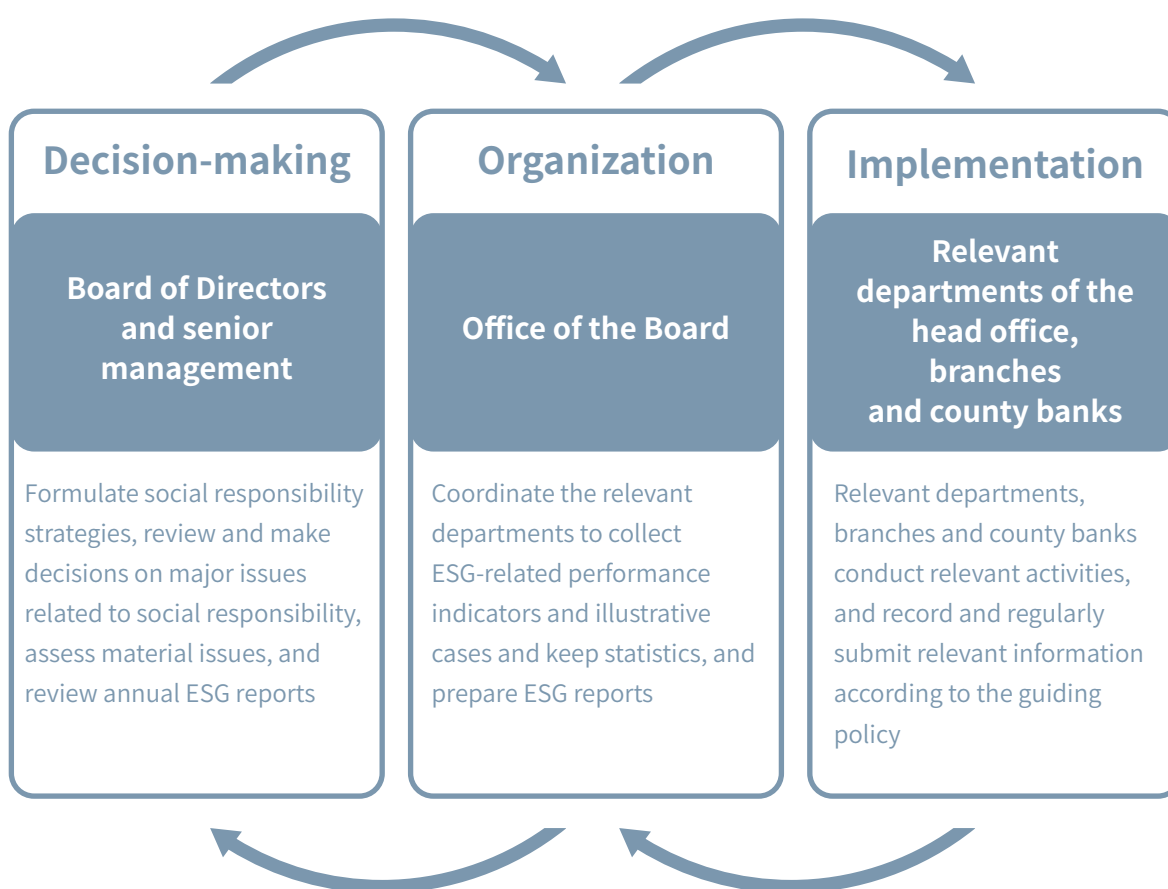 Decision-making
Board of Directors
and senior
management
Formulate social responsibility
strategies, review and make
decisions on major issues
related to social responsibility,
assess material issues, and
review annual ESG reports
Organization
Office of the Board
Coordinate the relevant
departments to collect
ESG-related performance
indicators and illustrative
cases and keep statistics, and
prepare ESG reports
Implementation
Relevant
departments of the
head office,
branches
and county banks
Relevant departments,
branches and county banks
conduct relevant activities,
and record and regularly
submit relevant information
according to the guiding
policy